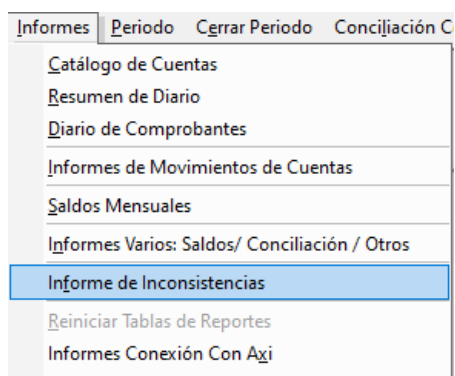 Informes Periodo Cerrar Periodo Conciliación C
Catálogo de Cuentas
Resumen de Diario
Diario de Comprobantes
Informes de Movimientos de Cuentas
Saldos Mensuales
Informes Varios: Saldos/ Conciliación / Otros
Informe de Inconsistencias
Reiniciar Tablas de Reportes
Informes Conexión Con Axi